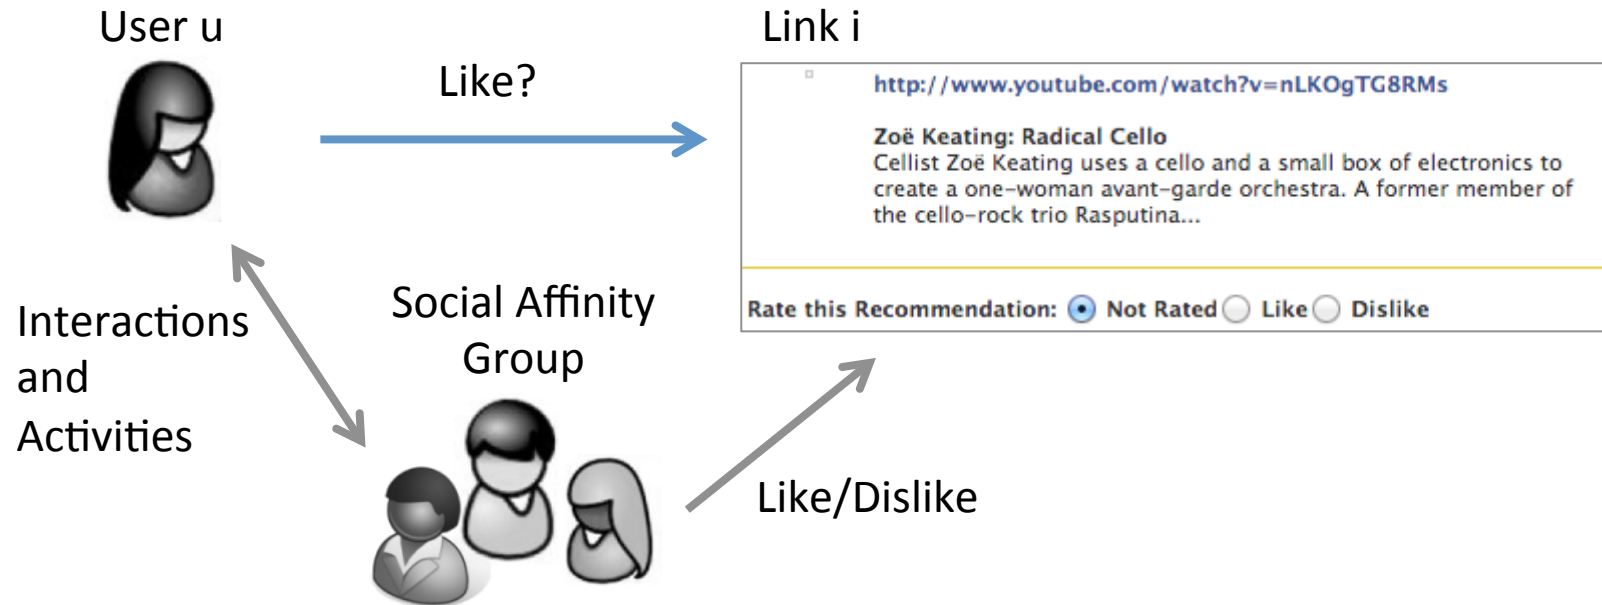 User u
Link i
Like?
http://www.youtube.com/watch?v=nLKOgTG8RMs
Zoë Keating: Radical Cello
Cellist Zoë Keating uses a cello and a small box of electronics to
create a one-woman avant-garde orchestra. A former member of
the cello-rock trio Rasputina...
Rate this Recommendation: Not Rated Like Dislike
Interactions
and
Activities
Social Affinity
Group
Like/Dislike